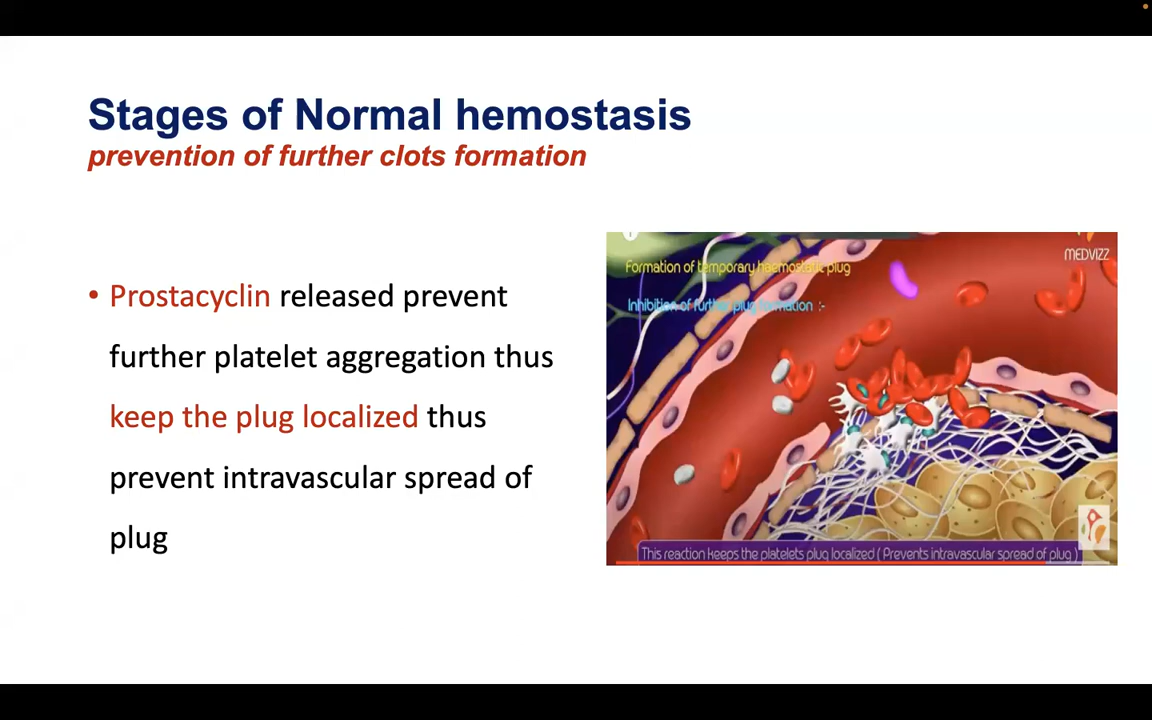 Stages of Normal hemostasis
prevention of further clots formation
• Prostacyclin released prevent
further platelet aggregation thus
keep the plug localized thus
prevent intravascular spread of
plug
MEDVIZZ
Formation of temporary haemostatic plug
Inhibition of further plug formation :-
This reaction keeps the platelets plug localized ( Prevents intravascular spread of plug )